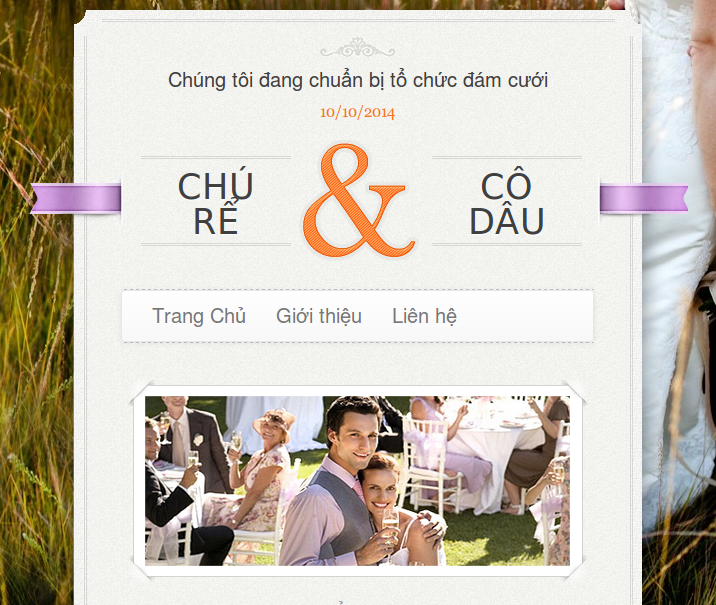 Chúng tôi đang chuẩn bị tổ chức đám cưới
10/10/2014
CHÚ
RỂ
&
CÔ
DÂU
Trang Chủ Giới thiệu Liên hệ